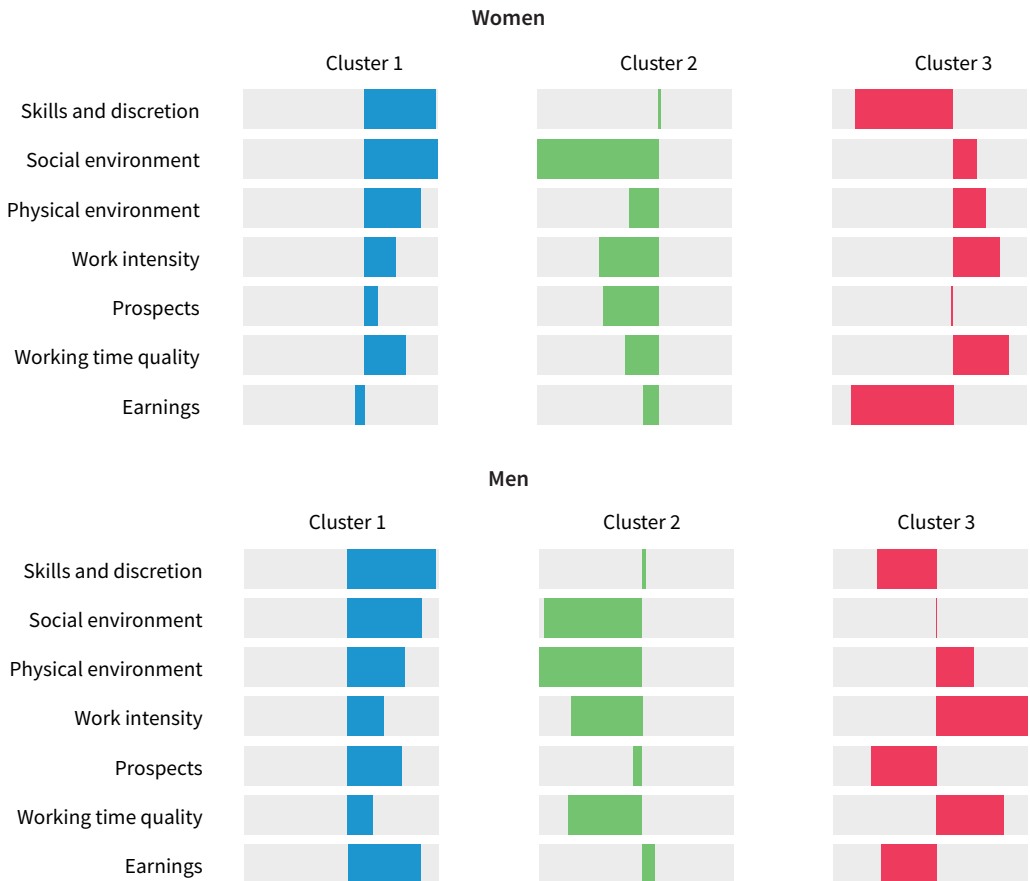 Women
Cluster 1
Cluster 2
Cluster 3
Skills and discretion
Social environment
Physical environment
Work intensity
Prospects
Working time quality
Earnings
Men
Cluster 1
Cluster 2
Cluster 3
Skills and discretion
Social environment
Physical environment
Work intensity
Prospects
Working time quality
Earnings